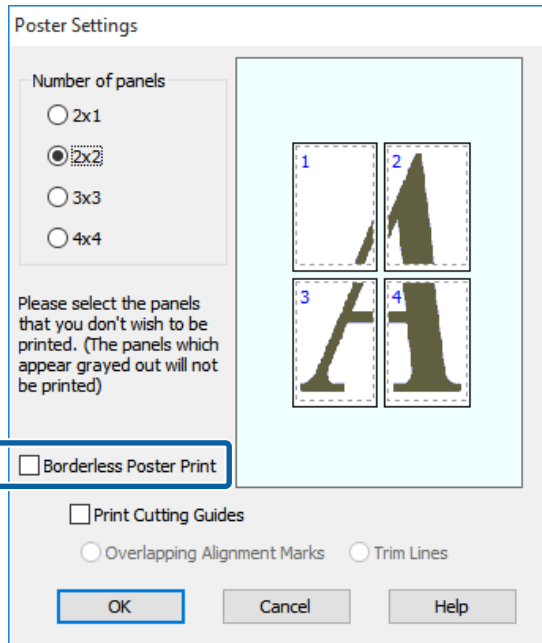 Poster Settings
Number of panels
2x1
2x2
3x3
4x4
1
2
3
4
A
Please select the panels
that you don't wish to be
printed. (The panels which
appear grayed out will not
be printed)
Borderless Poster Print
Print Cutting Guides
Overlapping Alignment Marks
Trim Lines
OK
Cancel
Help